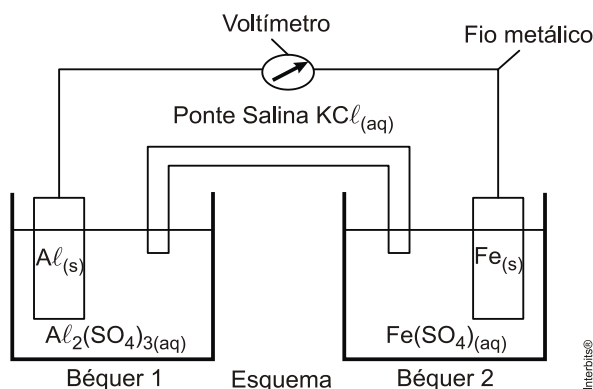 Voltímetro
Fio metálico
Ponte Salina KCℓ(aq)
Aℓ(s)
Fe(s)
Aℓ2(SO4)3(aq)
Fe(SO4)(aq)
Béquer 1
Esquema
Béquer 2
Interbits®